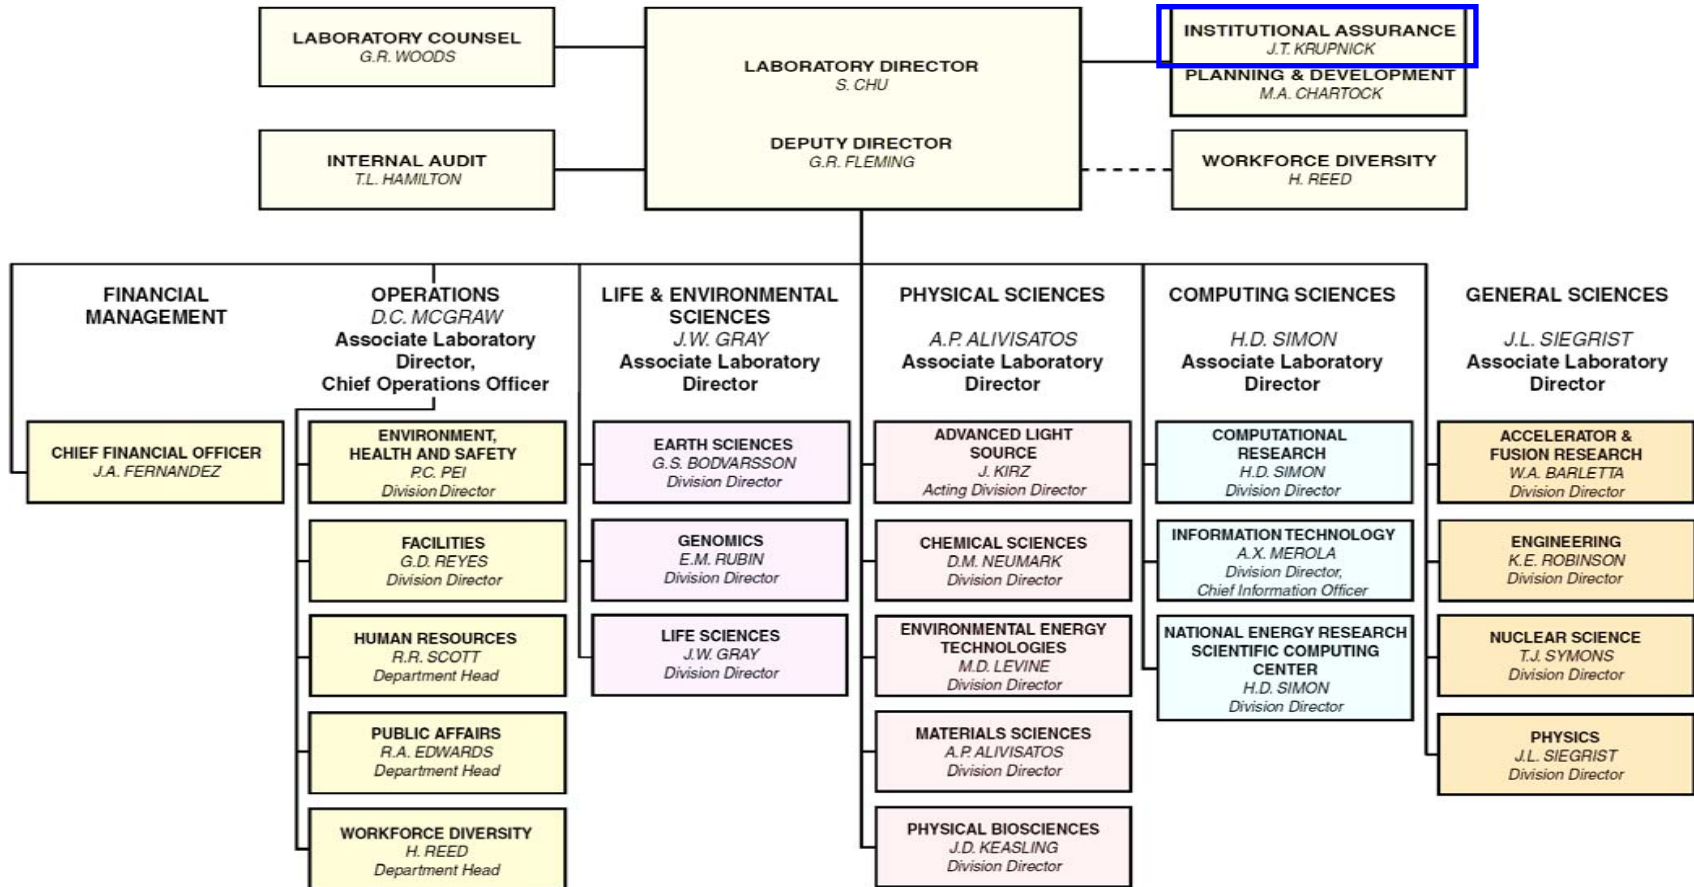 LABORATORY COUNSEL
G.R. WOODS
LABORATORY DIRECTOR
S. CHU
DEPUTY DIRECTOR
G.R. FLEMING
INSTITUTIONAL ASSURANCE
J.T. KRUPNICK
PLANNING & DEVELOPMENT
M.A. CHARTOCK
INTERNAL AUDIT
T.L. HAMILTON
WORKFORCE DIVERSITY
H. REED
FINANCIAL
MANAGEMENT
CHIEF FINANCIAL OFFICER
J.A. FERNANDEZ
OPERATIONS
D.C. MCGRAW
Associate Laboratory
Director,
Chief Operations Officer
ENVIRONMENT,
HEALTH AND SAFETY
P.C. PEI
Division Director
FACILITIES
G.D. REYES
Division Director
HUMAN RESOURCES
R.R. SCOTT
Department Head
PUBLIC AFFAIRS
R.A. EDWARDS
Department Head
WORKFORCE DIVERSITY
H. REED
Department Head
LIFE & ENVIRONMENTAL
SCIENCES
J.W. GRAY
Associate Laboratory
Director
EARTH SCIENCES
G.S. BODVARSSON
Division Director
GENOMICS
E.M. RUBIN
Division Director
LIFE SCIENCES
J.W. GRAY
Division Director
PHYSICAL SCIENCES
A.P. ALIVISATOS
Associate Laboratory
Director
ADVANCED LIGHT
SOURCE
J. KIRZ
Acting Division Director
CHEMICAL SCIENCES
D.M. NEUMARK
Division Director
ENVIRONMENTAL ENERGY
TECHNOLOGIES
M.D. LEVINE
Division Director
MATERIALS SCIENCES
A.P. ALIVISATOS
Division Director
PHYSICAL BIOSCIENCES
J.D. KEASLING
Division Director
COMPUTING SCIENCES
H.D. SIMON
Associate Laboratory
Director
COMPUTATIONAL
RESEARCH
H.D. SIMON
Division Director
INFORMATION TECHNOLOGY
A.X. MEROLA
Division Director,
Chief Information Officer
NATIONAL ENERGY RESEARCH
SCIENTIFIC COMPUTING
CENTER
H.D. SIMON
Division Director
GENERAL SCIENCES
J.L. SIEGRIST
Associate Laboratory
Director
ACCELERATOR &
FUSION RESEARCH
W.A. BARLETTA
Division Director
ENGINEERING
K.E. ROBINSON
Division Director
NUCLEAR SCIENCE
T.J. SYMONS
Division Director
PHYSICS
J.L. SIEGRIST
Division Director